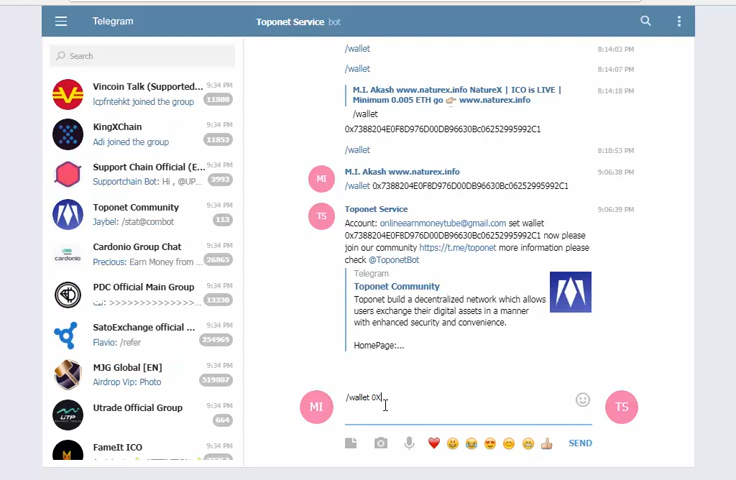 Telegram
Toponet Service bot
Search
Vincoin Talk (Supported... 9:34 PM
lcpfntehkt joined the group 11808
KingXChain 9:34 PM
Adi joined the group 11852
Support Chain Official (E... 9:34 PM
Supportchain Bot: Hi , @UP... 3992
Toponet Community 9:34 PM
Jaybel: /stat@combot 113
Cardonio Group Chat 9:34 PM
cardonio
Precious: Earn Money from ... 26865
PDC Official Main Group 9:34 PM
نت: >>>>>>>>>>>>>>>... 13230
SatoExchange official ... 9:34 PM
Flavio: /refer 254969
MJG Global [EN] 9:34 PM
Airdrop Vip: Photo 519007
Utrade Official Group 9:34 PM
UTP
664
FameIt ICO 9:34 PM
/wallet 8:14:03 PM
/wallet 8:14:07 PM
M.I. Akash www.naturex.info NatureX | ICO is LIVE | 8:14:18 PM
Minimum 0.005 ETH go 👉 www.naturex.info
/wallet
0x7388204E0F8D976D00DB96630Bc06252995992C1
/wallet 8:18:53 PM
MI
M.I. Akash www.naturex.info 9:06:38 PM
/wallet 0x7388204E0F8D976D00DB96630Bc06252995992C1
TS
Toponet Service 9:06:39 PM
Account: onlineearnmoneytube@gmail.com set wallet
0x7388204E0F8D976D00DB96630Bc06252995992C1 now please
join our community https://t.me/toponet more information please
check @ToponetBot
Telegram
Toponet Community
Toponet build a decentralized network which allows
users exchange their digital assets in a manner
with enhanced security and convenience.
HomePage:...
MI
/wallet 0X
TS
SEND